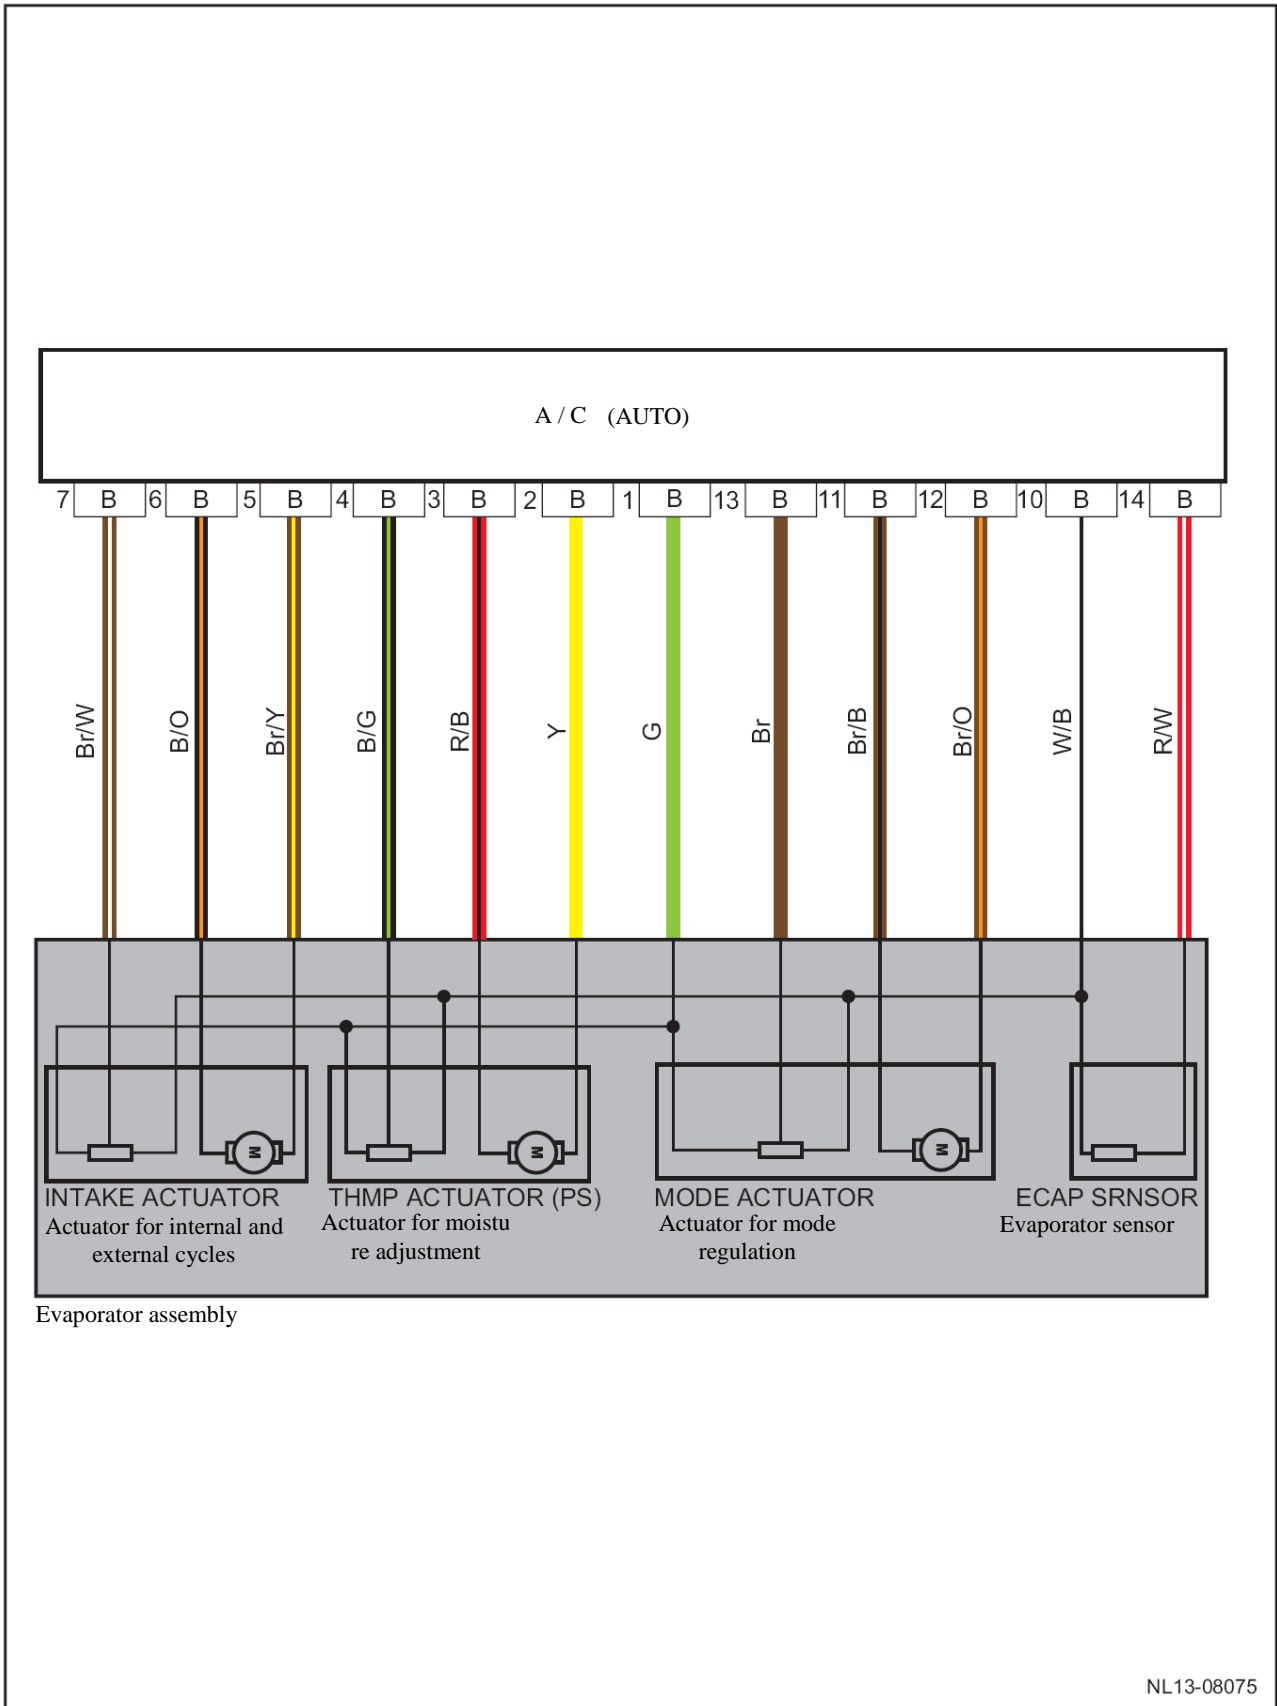 A / C (AUTO)
7 B 6 B 5 B 4 B 3 B 2 B 1 B 13 B 11 B 12 B 10 B 14 B
Br/W B/O Br/Y B/G R/B Y G Br Br/B Br/O W/B R/W
M M M
INTAKE ACTUATOR THMP ACTUATOR (PS) MODE ACTUATOR ECAP SRNSOR
Actuator for internal and
external cycles
Actuator for moistu
re adjustment
Actuator for mode
regulation
Evaporator sensor
Evaporator assembly
NL13-08075